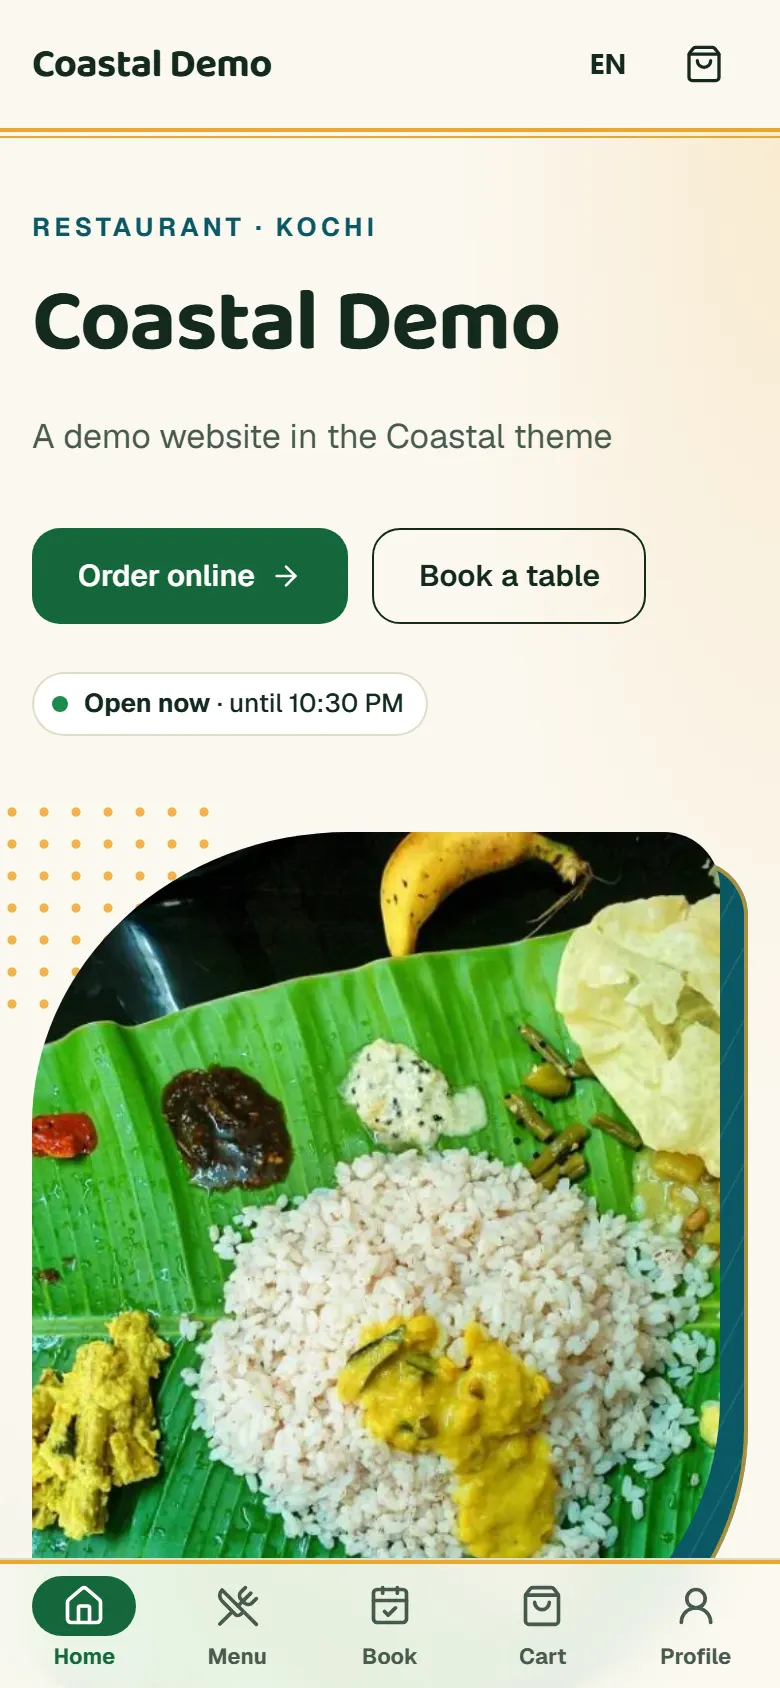 Coastal Demo
EN
RESTAURANT · KOCHI
Coastal Demo
A demo website in the Coastal theme
Order online →
Book a table
Open now · until 10:30 PM
Home
Menu
Book
Cart
Profile